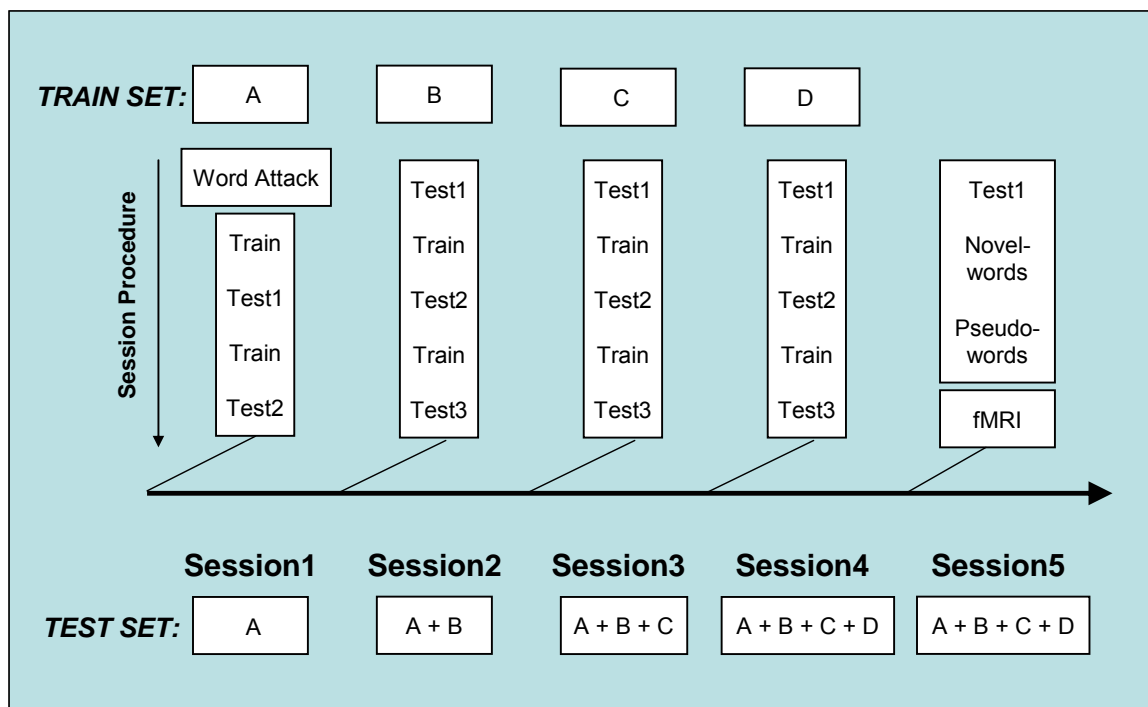 TRAIN SET:
A
B
C
D
Session Procedure
Word Attack
Train
Test1
Train
Test2
Test1
Train
Test2
Train
Test3
Test1
Train
Test2
Train
Test3
Test1
Train
Test2
Train
Test3
Test1
Novel-
words
Pseudo-
words
fMRI
Session1
Session2
Session3
Session4
Session5
TEST SET:
A
A + B
A + B + C
A + B + C + D
A + B + C + D